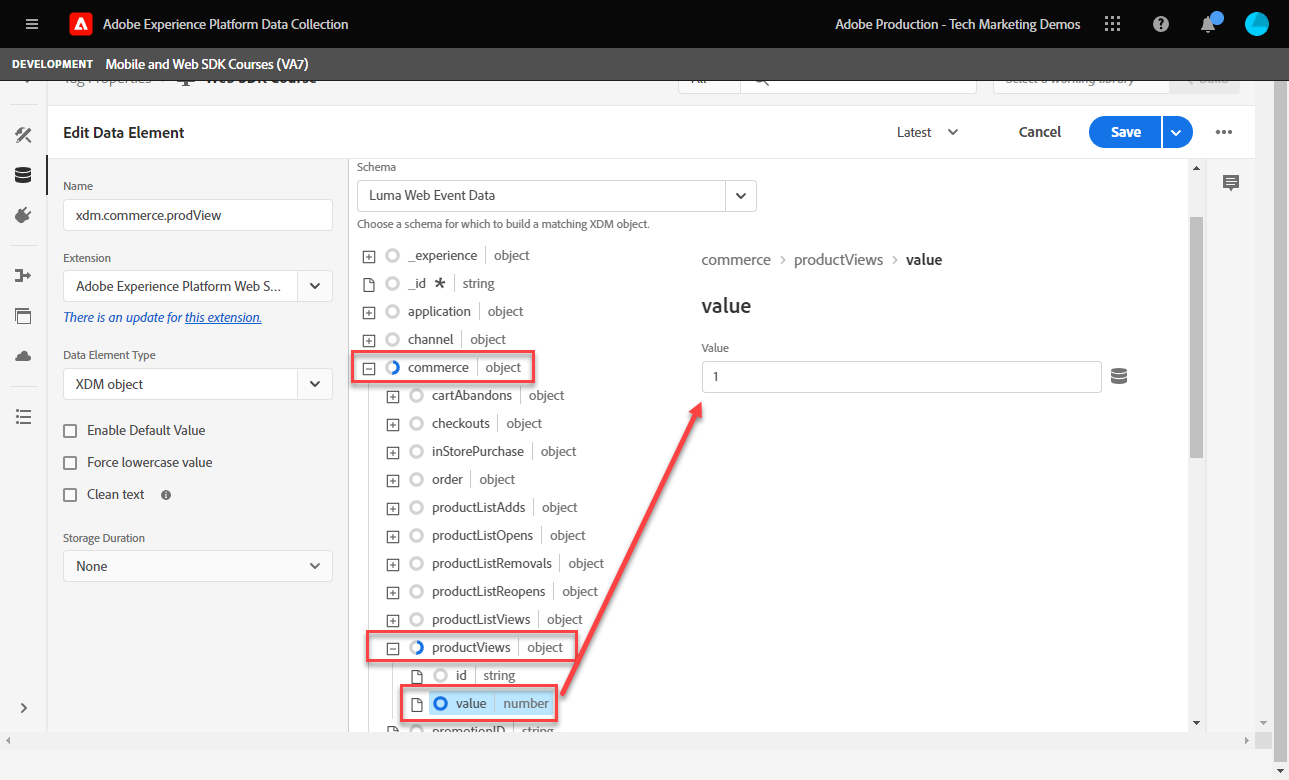 Adobe Experience Platform Data Collection
Adobe Production - Tech Marketing Demos
DEVELOPMENT Mobile and Web SDK Courses (VA7)
Tag Properties
Web SDK Course
All
Select a working library
Build
Edit Data Element
Latest
Cancel
Save
Name
xdm.commerce.prodView
Extension
Adobe Experience Platform Web S...
There is an update for this extension.
Data Element Type
XDM object
Enable Default Value
Force lowercase value
Clean text
Storage Duration
None
Schema
Luma Web Event Data
Choose a schema for which to build a matching XDM object.
_experience object
_id * string
application object
channel object
commerce object
cartAbandons object
checkouts object
inStorePurchase object
order object
productListAdds object
productListOpens object
productListRemovals object
productListReopens object
productListViews object
productViews object
id string
value number
promotionID string
commerce > productViews > value
value
Value
1